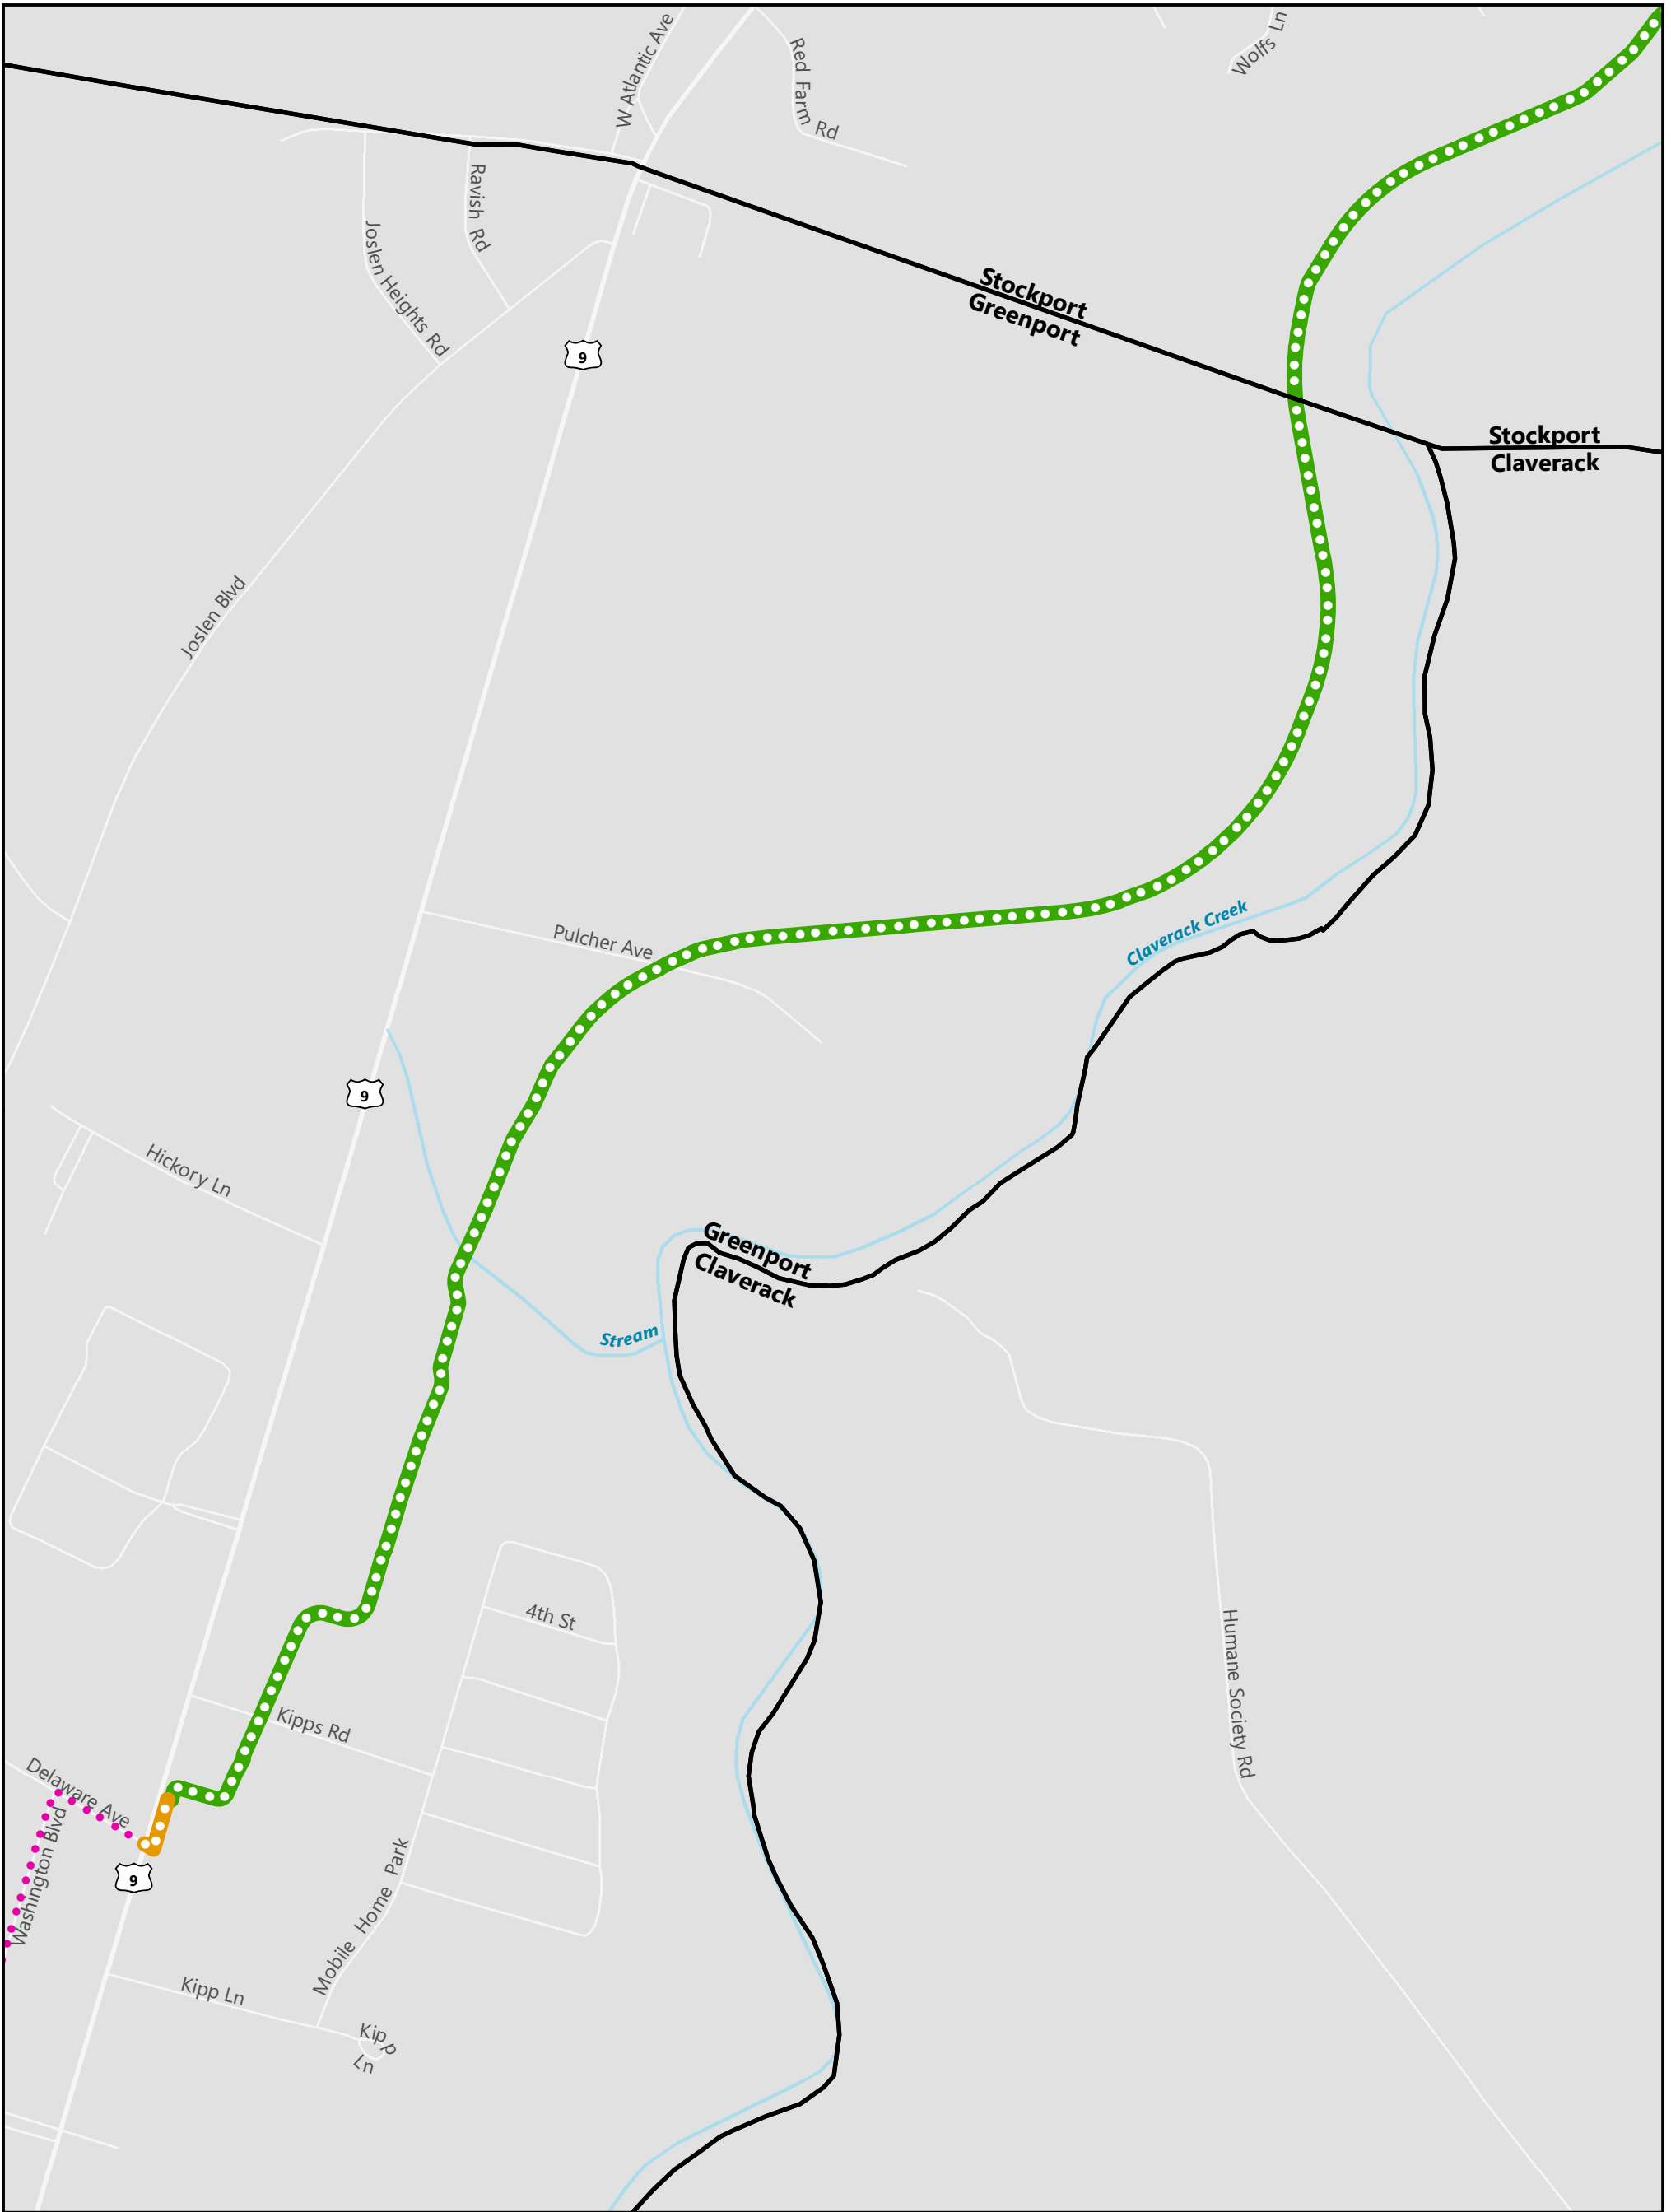 W Atlantic Ave
Red Farm Rd
Wolfs Ln
Ravish Rd
Joslen Heights Rd
Stockport
Greenport
9
Stockport
Claverack
Joslen Blvd
Claverack Creek
Pulcher Ave
9
Hickory Ln
Greenport
Claverack
Stream
4th St
Humane Society Rd
Kipps Rd
Delaware Ave
Washington Blvd
9
Mobile Home Park
Kipp Ln
Kipp
Ln